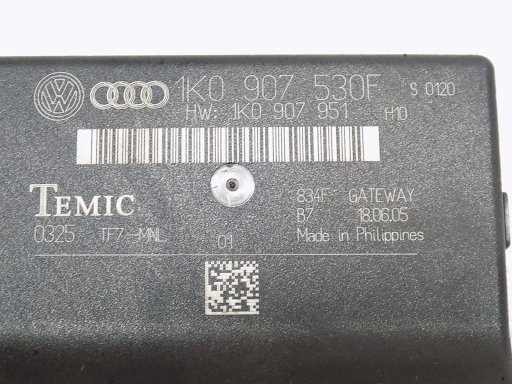 1K0 907 530F S 0120
HW: 1K0 907 951 H10
TEMIC
834F GATEWAY
B7 18.06.05
0325 TF7-MNL 01 Made in Philippines